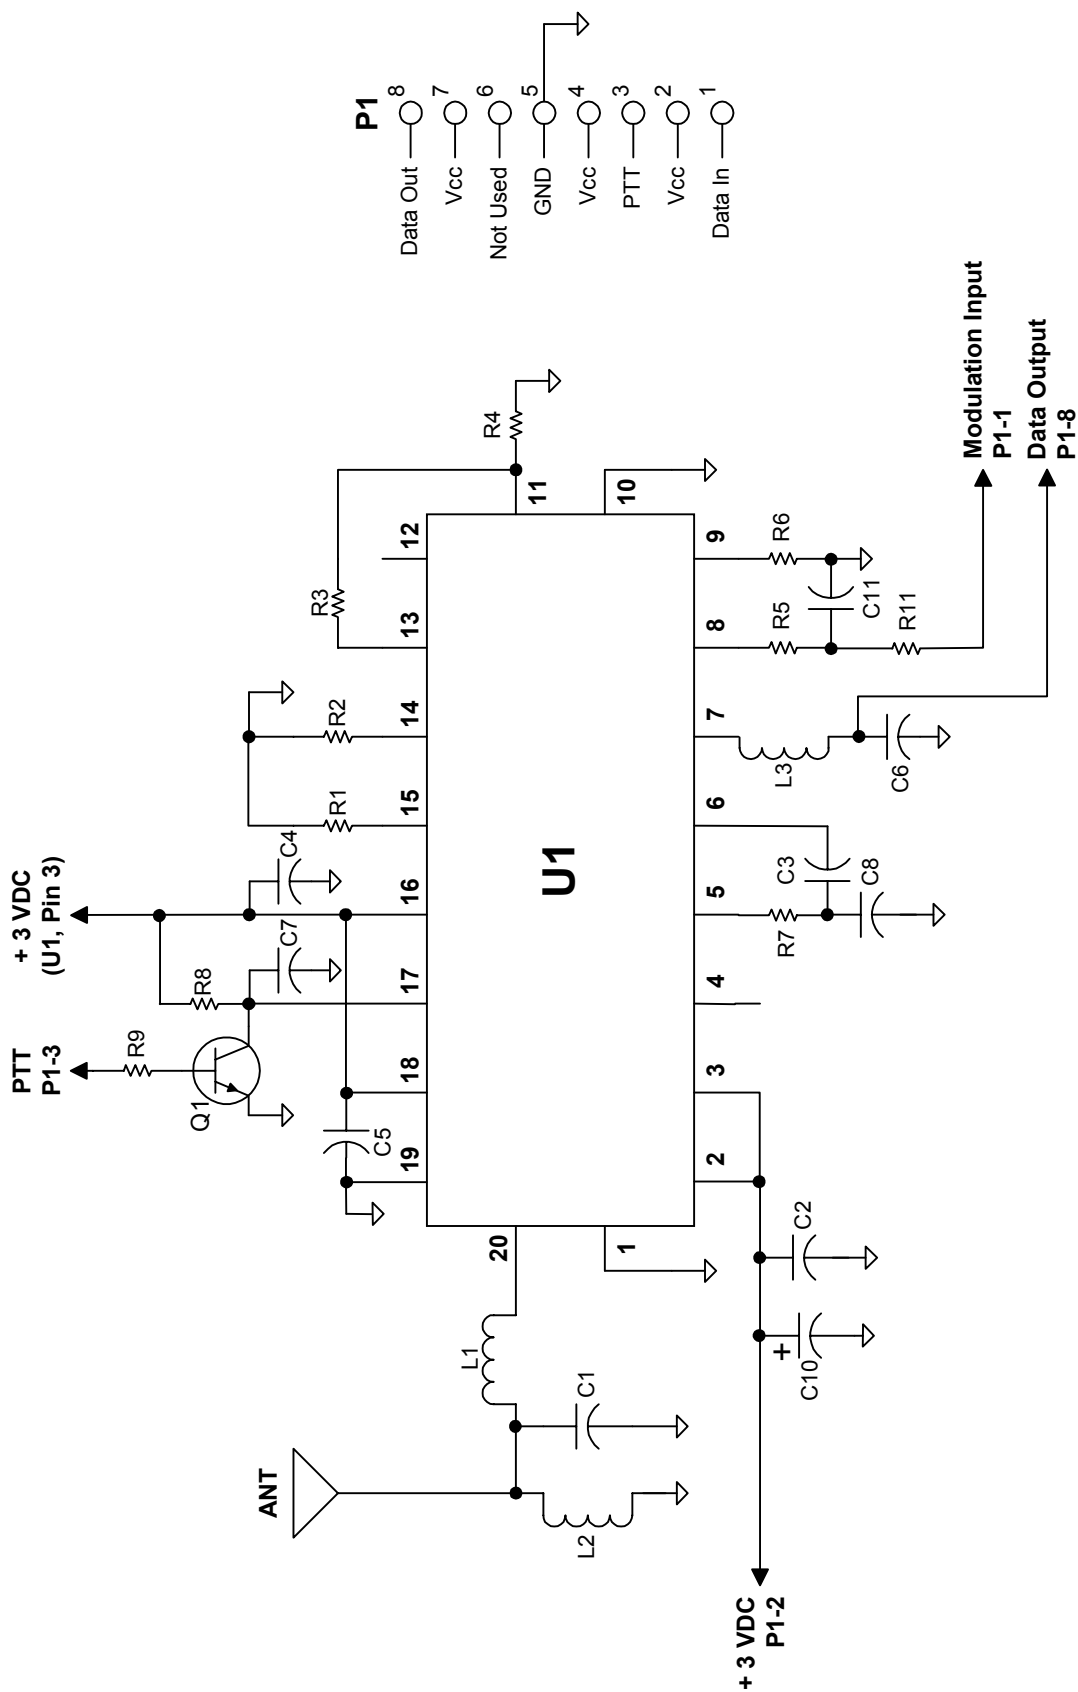 P1
8
7
6
5
4
3
2
1
Data Out
Vcc
Not Used
GND
Vcc
PTT
Vcc
Data In
PTT
P1-3
+ 3 VDC
(U1, Pin 3)
R9
Q1
R8
C7
C4
R1
R2
R3
R4
C5
20
19
18
17
16
15
14
13
12
11
U1
1
2
3
4
5
6
7
8
9
10
ANT
L1
C1
L2
+
C10
C2
R7
C3
C8
L3
C6
R5
R6
C11
R11
+ 3 VDC
P1-2
Modulation Input
P1-1
Data Output
P1-8